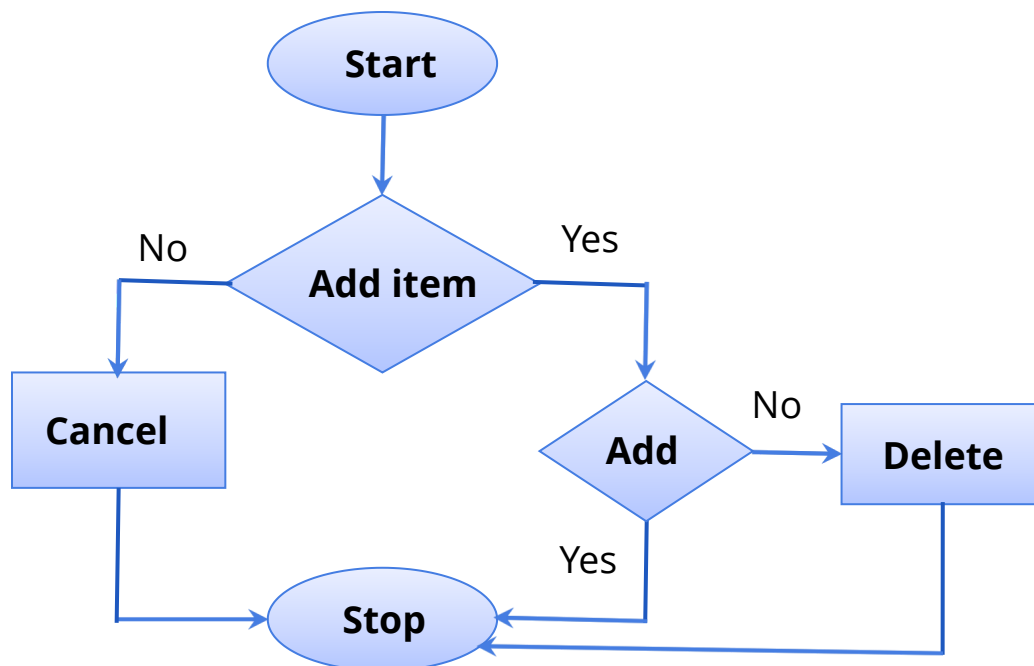 Start
No
Yes
Add item
Cancel
No
Add
Delete
Yes
Stop